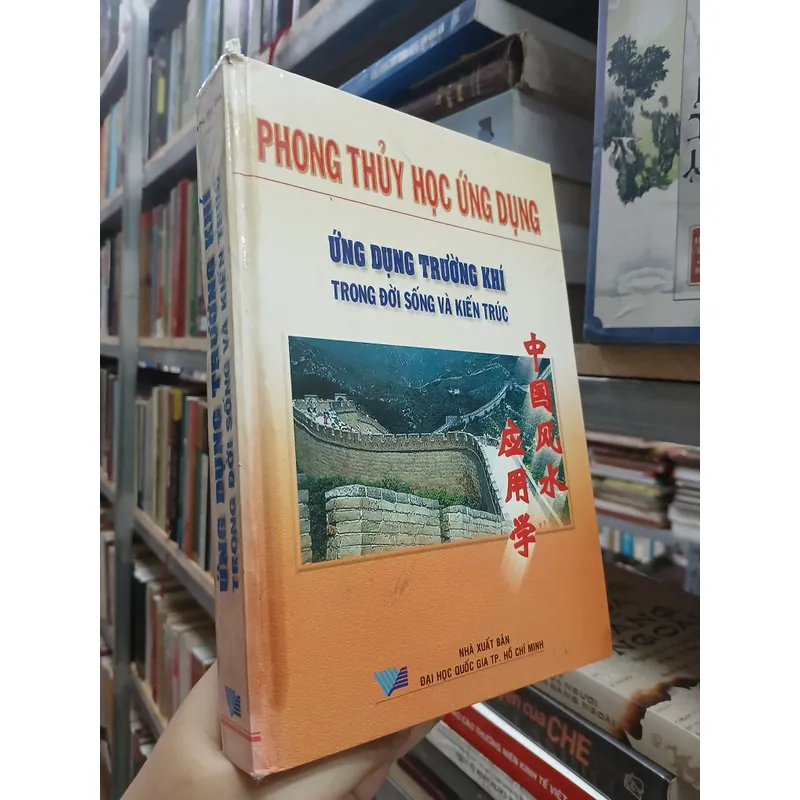 PHONG THỦY HỌC ỨNG DỤNG
ỨNG DỤNG TRƯỜNG KHÍ
TRONG ĐỜI SỐNG VÀ KIẾN TRÚC
中国风水
应用学
NHÀ XUẤT BẢN
ĐẠI HỌC QUỐC GIA TP. HỒ CHÍ MINH
ỨNG DỤNG TRƯỜNG KHÍ
TRONG ĐỜI SỐNG VÀ KIẾN TRÚC
CHE